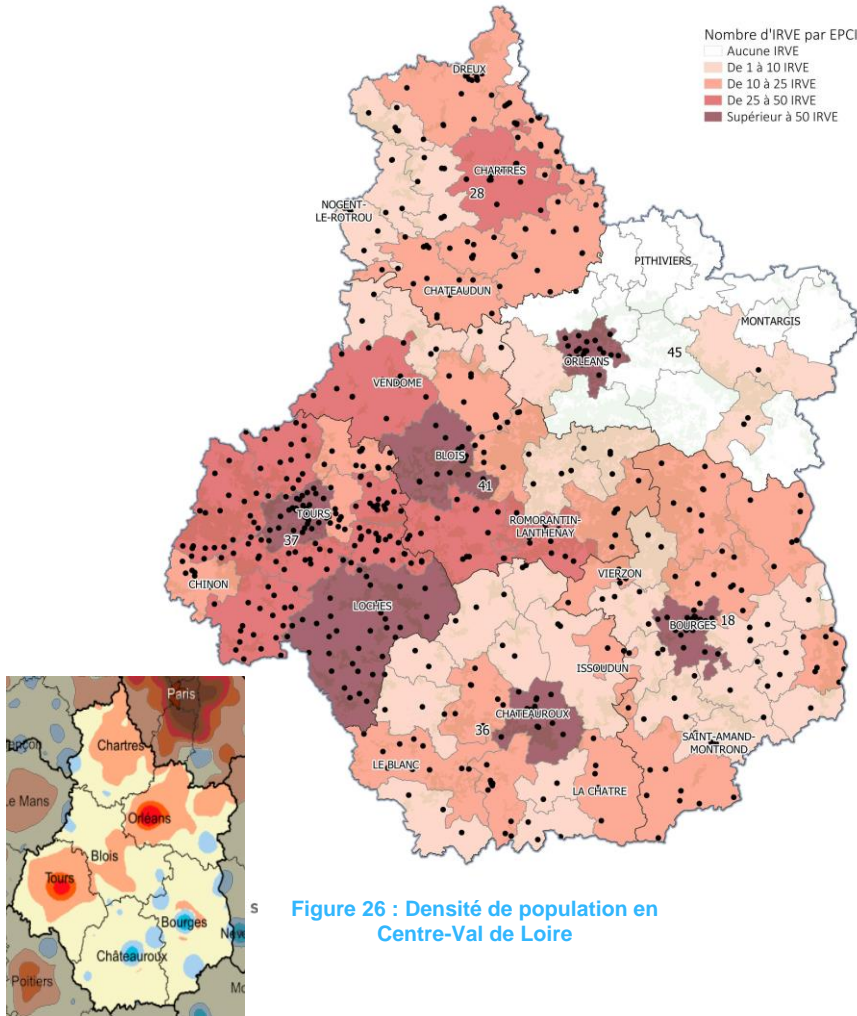 Nombre d'IRVE par EPCI
Aucune IRVE
De 1 à 10 IRVE
De 10 à 25 IRVE
De 25 à 50 IRVE
Supérieur à 50 IRVE
DREUX
CHARTRES
28
NOGENT-
LE-ROTROU
PITHIVIERS
CHATEAUDUN
MONTARGIS
ORLEANS
45
VENDOME
BLOIS
41
TOURS
37
ROMORANTIN-
LANTHENAY
CHINON
VIERZON
LOCHES
BOURGES
18
ISSOUDUN
CHATEAUROUX
36
SAINT-AMAND-
MONTROND
LE BLANC
LA CHATRE
Paris
Chartres
Le Mans
Orléans
Blois
Tours
Bourges
Châteauroux
Poitiers
s
Figure 26 : Densité de population en
Centre-Val de Loire